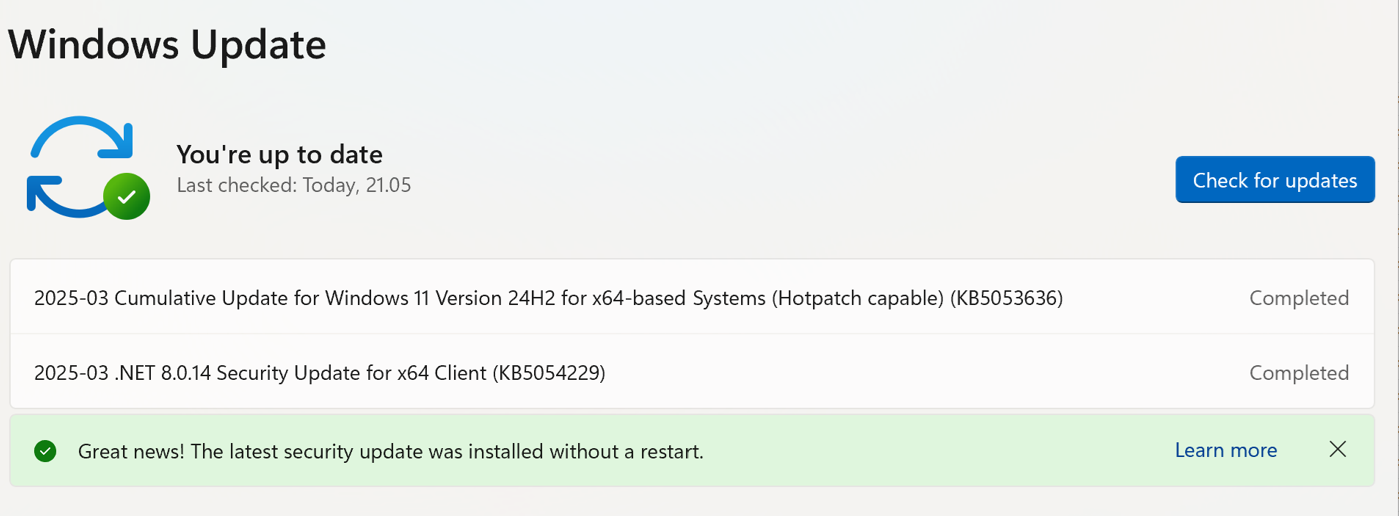 Windows Update
You're up to date
Last checked: Today, 21.05
Check for updates
2025-03 Cumulative Update for Windows 11 Version 24H2 for x64-based Systems (Hotpatch capable) (KB5053636)
Completed
2025-03 .NET 8.0.14 Security Update for x64 Client (KB5054229)
Completed
Great news! The latest security update was installed without a restart.
Learn more